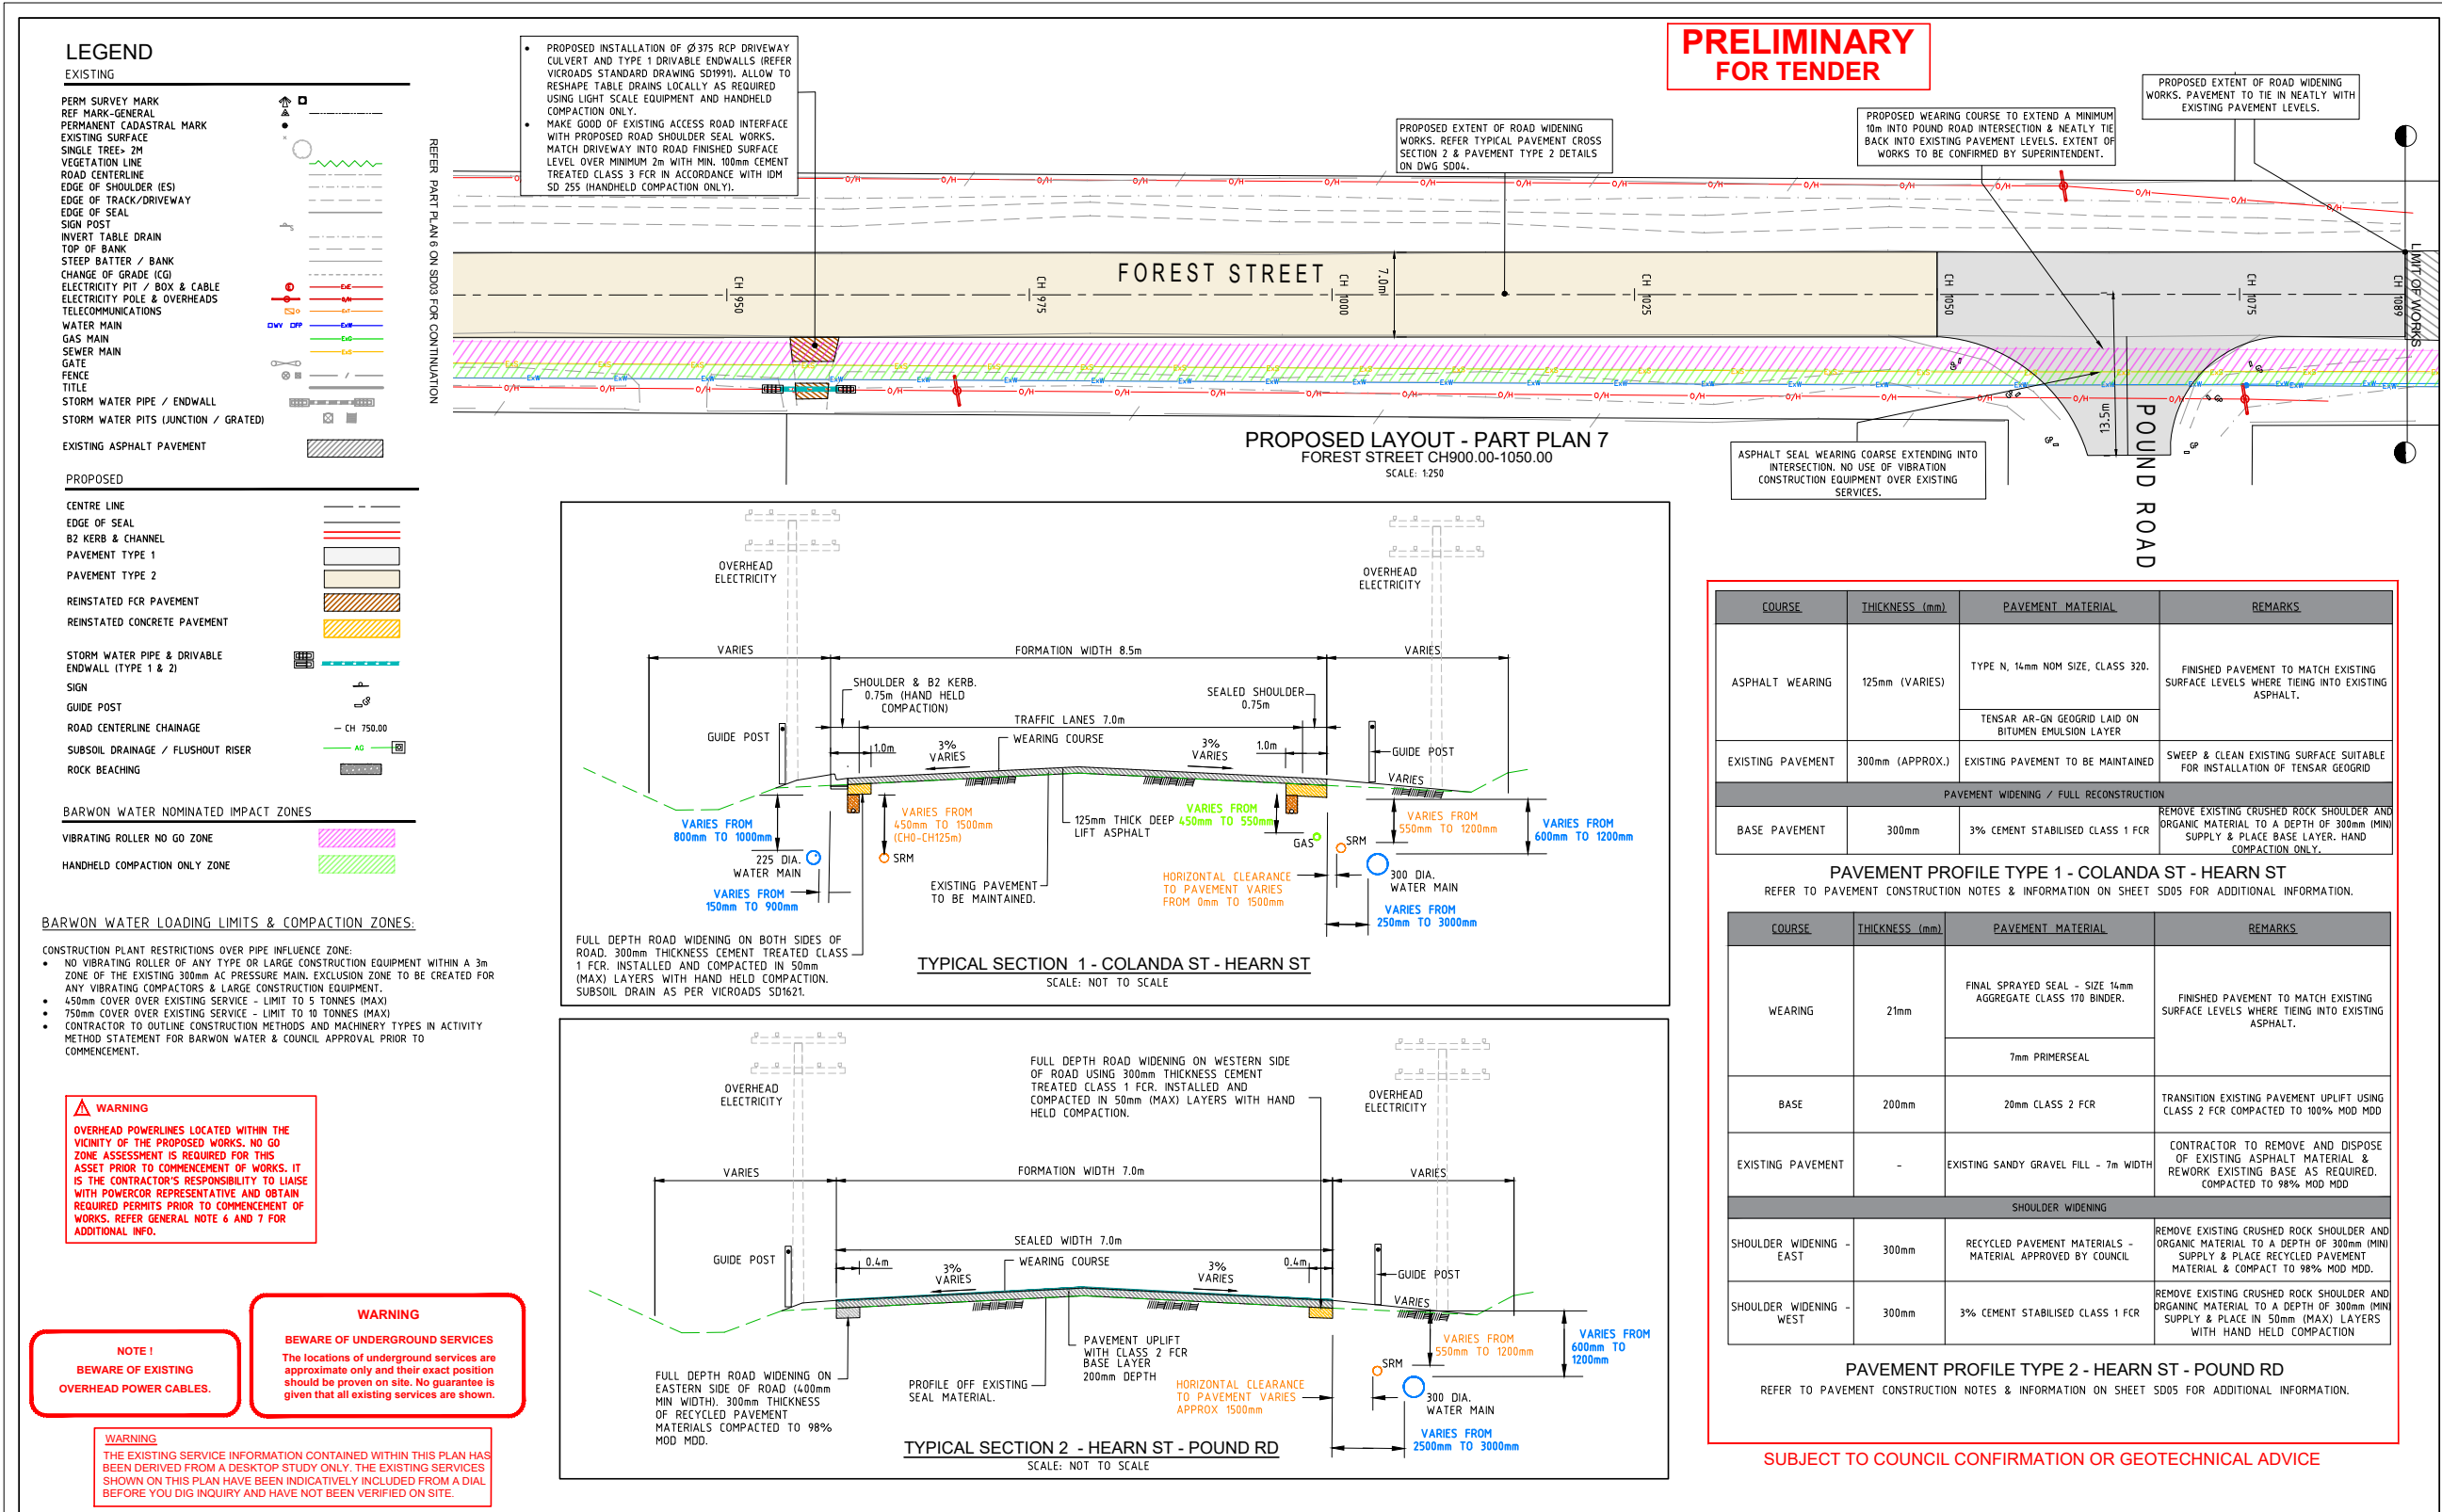 LEGEND
EXISTING
PERM SURVEY MARK
REF MARK-GENERAL
PERMANENT CADASTRAL MARK
EXISTING SURFACE
SINGLE TREE> 2M
VEGETATION LINE
ROAD CENTERLINE
EDGE OF SHOULDER (ES)
EDGE OF TRACK/DRIVEWAY
EDGE OF SEAL
SIGN POST
INVERT TABLE DRAIN
TOP OF BANK
STEEP BATTER / BANK
CHANGE OF GRADE (CG)
ELECTRICITY PIT / BOX & CABLE
ELECTRICITY POLE & OVERHEADS
TELECOMMUNICATIONS
WATER MAIN
GAS MAIN
SEWER MAIN
GATE
FENCE
TITLE
STORM WATER PIPE / ENDWALL
STORM WATER PITS (JUNCTION / GRATED)
EXISTING ASPHALT PAVEMENT
PROPOSED
CENTRE LINE
EDGE OF SEAL
B2 KERB & CHANNEL
PAVEMENT TYPE 1
PAVEMENT TYPE 2
REINSTATED FCR PAVEMENT
REINSTATED CONCRETE PAVEMENT
STORM WATER PIPE & DRIVABLE
ENDWALL (TYPE 1 & 2)
SIGN
GUIDE POST
ROAD CENTERLINE CHAINAGE
CH 750.00
SUBSOIL DRAINAGE / FLUSHOUT RISER
AG
ROCK BEACHING
BARWON WATER NOMINATED IMPACT ZONES
VIBRATING ROLLER NO GO ZONE
HANDHELD COMPACTION ONLY ZONE
BARWON WATER LOADING LIMITS & COMPACTION ZONES:
CONSTRUCTION PLANT RESTRICTIONS OVER PIPE INFLUENCE ZONE:
• NO VIBRATING ROLLER OF ANY TYPE OR LARGE CONSTRUCTION EQUIPMENT WITHIN A 3m
ZONE OF THE EXISTING 300mm AC PRESSURE MAIN. EXCLUSION ZONE TO BE CREATED FOR
ANY VIBRATING COMPACTORS & LARGE CONSTRUCTION EQUIPMENT.
• 450mm COVER OVER EXISTING SERVICE - LIMIT TO 5 TONNES (MAX)
• 750mm COVER OVER EXISTING SERVICE - LIMIT TO 10 TONNES (MAX)
• CONTRACTOR TO OUTLINE CONSTRUCTION METHODS AND MACHINERY TYPES IN ACTIVITY
METHOD STATEMENT FOR BARWON WATER & COUNCIL APPROVAL PRIOR TO
COMMENCEMENT.
WARNING
OVERHEAD POWERLINES LOCATED WITHIN THE
VICINITY OF THE PROPOSED WORKS. NO GO
ZONE ASSESSMENT IS REQUIRED FOR THIS
ASSET PRIOR TO COMMENCEMENT OF WORKS. IT
IS THE CONTRACTOR'S RESPONSIBILITY TO LIAISE
WITH POWERCOR REPRESENTATIVE AND OBTAIN
REQUIRED PERMITS PRIOR TO COMMENCEMENT OF
WORKS. REFER GENERAL NOTE 6 AND 7 FOR
ADDITIONAL INFO.
NOTE !
BEWARE OF EXISTING
OVERHEAD POWER CABLES.
WARNING
BEWARE OF UNDERGROUND SERVICES
The locations of underground services are
approximate only and their exact position
should be proven on site. No guarantee is
given that all existing services are shown.
WARNING
THE EXISTING SERVICE INFORMATION CONTAINED WITHIN THIS PLAN HAS
BEEN DERIVED FROM A DESKTOP STUDY ONLY. THE EXISTING SERVICES
SHOWN ON THIS PLAN HAVE BEEN INDICATIVELY INCLUDED FROM A DIAL
BEFORE YOU DIG INQUIRY AND HAVE NOT BEEN VERIFIED ON SITE.
REFER PART PLAN 6 ON SD03 FOR CONTINUATION
• PROPOSED INSTALLATION OF Ø375 RCP DRIVEWAY
CULVERT AND TYPE 1 DRIVABLE ENDWALLS (REFER
VICROADS STANDARD DRAWING SD1991). ALLOW TO
RESHAPE TABLE DRAINS LOCALLY AS REQUIRED
USING LIGHT SCALE EQUIPMENT AND HANDHELD
COMPACTION ONLY.
• MAKE GOOD OF EXISTING ACCESS ROAD INTERFACE
WITH PROPOSED ROAD SHOULDER SEAL WORKS.
MATCH DRIVEWAY INTO ROAD FINISHED SURFACE
LEVEL OVER MINIMUM 2m WITH MIN. 100mm CEMENT
TREATED CLASS 3 FCR IN ACCORDANCE WITH IDM
SD 255 (HANDHELD COMPACTION ONLY).
PRELIMINARY
FOR TENDER
PROPOSED EXTENT OF ROAD WIDENING
WORKS. REFER TYPICAL PAVEMENT CROSS
SECTION 2 & PAVEMENT TYPE 2 DETAILS
ON DWG SD04.
PROPOSED WEARING COURSE TO EXTEND A MINIMUM
10m INTO POUND ROAD INTERSECTION & NEATLY TIE
BACK INTO EXISTING PAVEMENT LEVELS. EXTENT OF
WORKS TO BE CONFIRMED BY SUPERINTENDENT.
PROPOSED EXTENT OF ROAD WIDENING
WORKS. PAVEMENT TO TIE IN NEATLY WITH
EXISTING PAVEMENT LEVELS.
FOREST STREET
7.0m
CH 950
CH 975
CH 1000
CH 1025
CH 1050
CH 1075
CH 1089
LIMIT OF WORKS
13.5m
POUND ROAD
ASPHALT SEAL WEARING COARSE EXTENDING INTO
INTERSECTION. NO USE OF VIBRATION
CONSTRUCTION EQUIPMENT OVER EXISTING
SERVICES.
PROPOSED LAYOUT - PART PLAN 7
FOREST STREET CH900.00-1050.00
SCALE: 1:250
OVERHEAD
ELECTRICITY
OVERHEAD
ELECTRICITY
VARIES
FORMATION WIDTH 8.5m
VARIES
SHOULDER & B2 KERB.
0.75m (HAND HELD
COMPACTION)
SEALED SHOULDER
0.75m
TRAFFIC LANES 7.0m
GUIDE POST
1.0m
3%
VARIES
WEARING COURSE
3%
VARIES
1.0m
GUIDE POST
VARIES
VARIES FROM
800mm TO 1000mm
VARIES FROM
450mm TO 1500mm
(CH0-CH125m)
125mm THICK DEEP
LIFT ASPHALT
VARIES FROM
450mm TO 550mm
VARIES FROM
550mm TO 1200mm
VARIES FROM
600mm TO 1200mm
225 DIA.
WATER MAIN
SRM
GAS
SRM
VARIES FROM
150mm TO 900mm
EXISTING PAVEMENT
TO BE MAINTAINED.
HORIZONTAL CLEARANCE
TO PAVEMENT VARIES
FROM 0mm TO 1500mm
300 DIA.
WATER MAIN
VARIES FROM
250mm TO 3000mm
FULL DEPTH ROAD WIDENING ON BOTH SIDES OF
ROAD. 300mm THICKNESS CEMENT TREATED CLASS
1 FCR. INSTALLED AND COMPACTED IN 50mm
(MAX) LAYERS WITH HAND HELD COMPACTION.
SUBSOIL DRAIN AS PER VICROADS SD1621.
TYPICAL SECTION 1 - COLANDA ST - HEARN ST
SCALE: NOT TO SCALE
OVERHEAD
ELECTRICITY
FULL DEPTH ROAD WIDENING ON WESTERN SIDE
OF ROAD USING 300mm THICKNESS CEMENT
TREATED CLASS 1 FCR. INSTALLED AND
COMPACTED IN 50mm (MAX) LAYERS WITH HAND
HELD COMPACTION.
OVERHEAD
ELECTRICITY
VARIES
FORMATION WIDTH 7.0m
VARIES
SEALED WIDTH 7.0m
GUIDE POST
0.4m
3%
VARIES
WEARING COURSE
3%
VARIES
0.4m
GUIDE POST
VARIES
PAVEMENT UPLIFT
WITH CLASS 2 FCR
BASE LAYER
200mm DEPTH
VARIES FROM
550mm TO 1200mm
VARIES FROM
600mm TO
1200mm
SRM
FULL DEPTH ROAD WIDENING ON
EASTERN SIDE OF ROAD (400mm
MIN WIDTH). 300mm THICKNESS
OF RECYCLED PAVEMENT
MATERIALS COMPACTED TO 98%
MOD MDD.
PROFILE OFF EXISTING
SEAL MATERIAL.
HORIZONTAL CLEARANCE
TO PAVEMENT VARIES
APPROX 1500mm
300 DIA.
WATER MAIN
VARIES FROM
2500mm TO 3000mm
TYPICAL SECTION 2 - HEARN ST - POUND RD
SCALE: NOT TO SCALE
COURSE THICKNESS (mm) PAVEMENT MATERIAL REMARKS
ASPHALT WEARING
125mm (VARIES)
TYPE N, 14mm NOM SIZE, CLASS 320.
TENSAR AR-GN GEOGRID LAID ON
BITUMEN EMULSION LAYER
FINISHED PAVEMENT TO MATCH EXISTING
SURFACE LEVELS WHERE TIEING INTO EXISTING
ASPHALT.
EXISTING PAVEMENT
300mm (APPROX.)
EXISTING PAVEMENT TO BE MAINTAINED
SWEEP & CLEAN EXISTING SURFACE SUITABLE
FOR INSTALLATION OF TENSAR GEOGRID
PAVEMENT WIDENING / FULL RECONSTRUCTION
BASE PAVEMENT
300mm
3% CEMENT STABILISED CLASS 1 FCR
REMOVE EXISTING CRUSHED ROCK SHOULDER AND
ORGANIC MATERIAL TO A DEPTH OF 300mm (MIN)
SUPPLY & PLACE BASE LAYER. HAND
COMPACTION ONLY.
PAVEMENT PROFILE TYPE 1 - COLANDA ST - HEARN ST
REFER TO PAVEMENT CONSTRUCTION NOTES & INFORMATION ON SHEET SD05 FOR ADDITIONAL INFORMATION.
COURSE THICKNESS (mm) PAVEMENT MATERIAL REMARKS
WEARING
21mm
FINAL SPRAYED SEAL - SIZE 14mm
AGGREGATE CLASS 170 BINDER.
7mm PRIMERSEAL
FINISHED PAVEMENT TO MATCH EXISTING
SURFACE LEVELS WHERE TIEING INTO EXISTING
ASPHALT.
BASE
200mm
20mm CLASS 2 FCR
TRANSITION EXISTING PAVEMENT UPLIFT USING
CLASS 2 FCR COMPACTED TO 100% MOD MDD
EXISTING PAVEMENT
-
EXISTING SANDY GRAVEL FILL - 7m WIDTH
CONTRACTOR TO REMOVE AND DISPOSE
OF EXISTING ASPHALT MATERIAL &
REWORK EXISTING BASE AS REQUIRED.
COMPACTED TO 98% MOD MDD
SHOULDER WIDENING
SHOULDER WIDENING -
EAST
300mm
RECYCLED PAVEMENT MATERIALS -
MATERIAL APPROVED BY COUNCIL
REMOVE EXISTING CRUSHED ROCK SHOULDER AND
ORGANIC MATERIAL TO A DEPTH OF 300mm (MIN)
SUPPLY & PLACE RECYCLED PAVEMENT
MATERIAL & COMPACT TO 98% MOD MDD.
SHOULDER WIDENING -
WEST
300mm
3% CEMENT STABILISED CLASS 1 FCR
REMOVE EXISTING CRUSHED ROCK SHOULDER AND
ORGANINC MATERIAL TO A DEPTH OF 300mm (MIN)
SUPPLY & PLACE IN 50mm (MAX) LAYERS
WITH HAND HELD COMPACTION
PAVEMENT PROFILE TYPE 2 - HEARN ST - POUND RD
REFER TO PAVEMENT CONSTRUCTION NOTES & INFORMATION ON SHEET SD05 FOR ADDITIONAL INFORMATION.
SUBJECT TO COUNCIL CONFIRMATION OR GEOTECHNICAL ADVICE